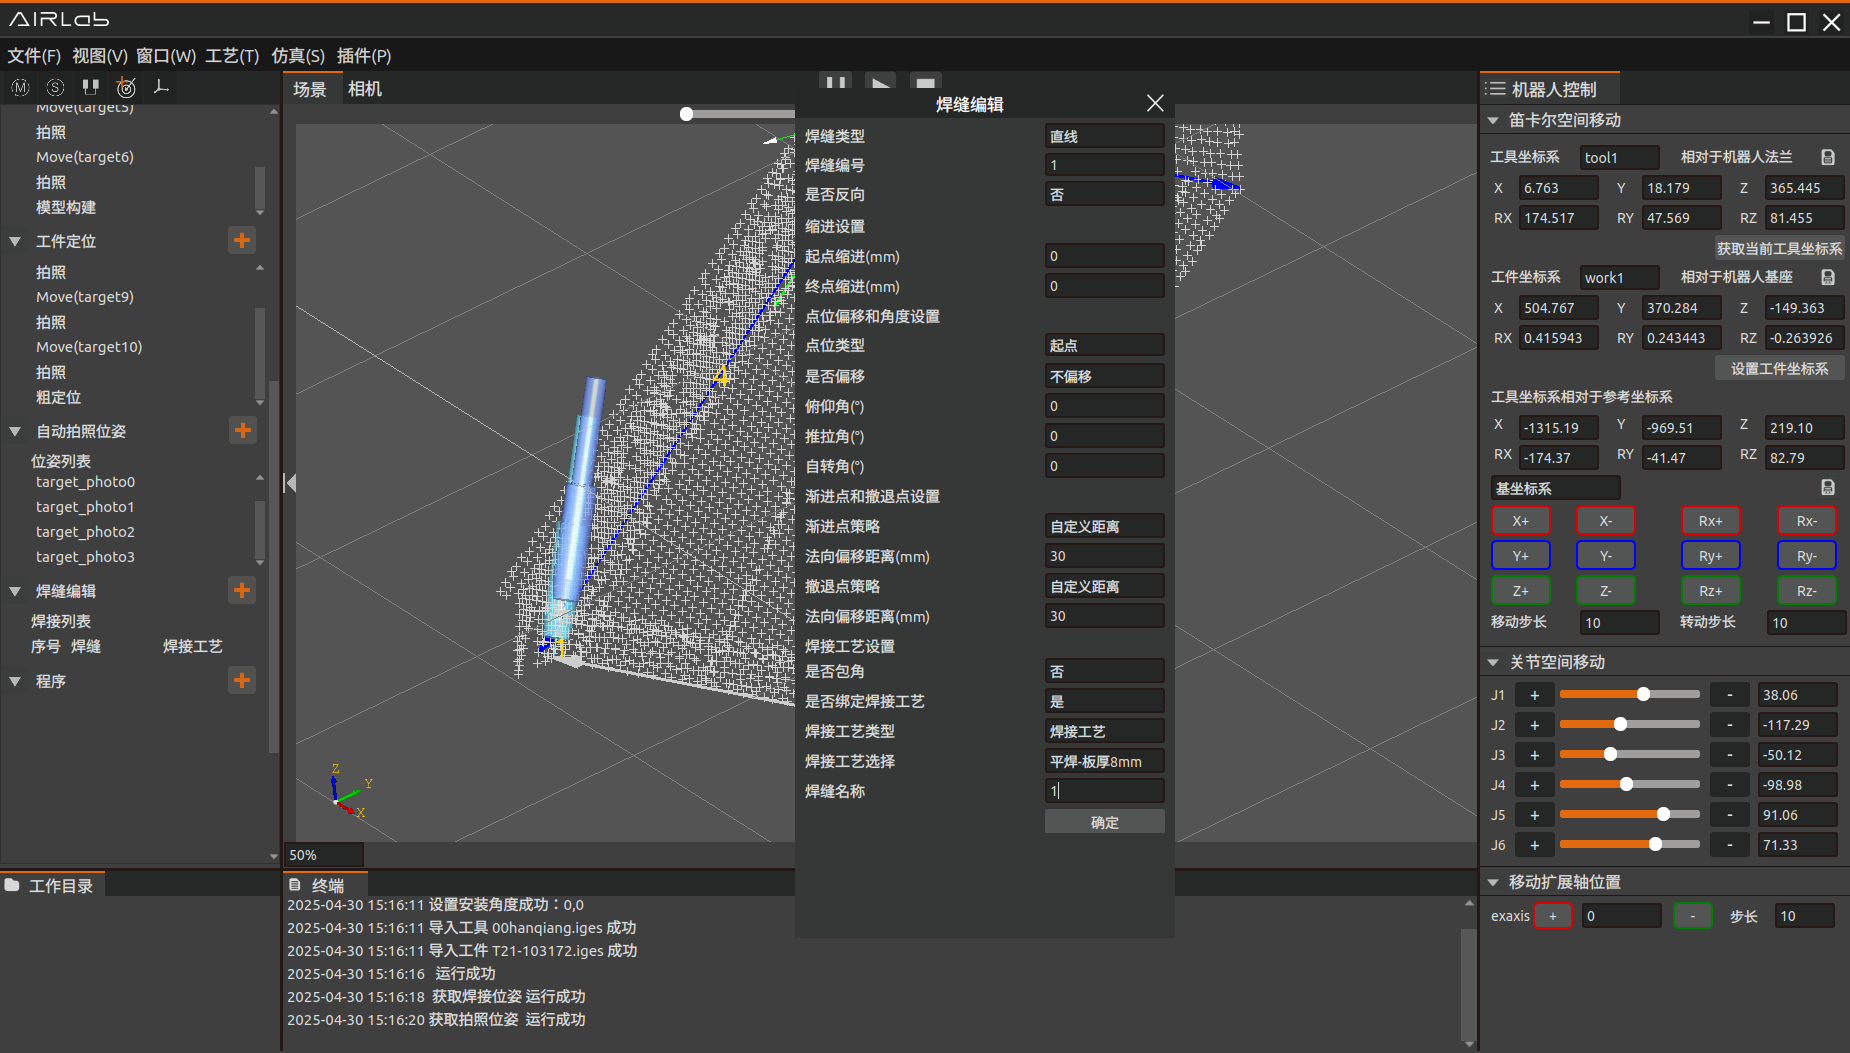 AIRLab
文件(F) 视图(V) 窗口(W) 工艺(T) 仿真(S) 插件(P)
M S
Move(target5)
拍照
Move(target6)
拍照
模型构建
工件定位 +
拍照
Move(target9)
拍照
Move(target10)
拍照
粗定位
自动拍照位姿 +
位姿列表
target_photo0
target_photo1
target_photo2
target_photo3
焊缝编辑 +
焊接列表
序号 焊缝 焊接工艺
程序 +
工作目录
场景 相机
4
1
Z
Y
X
50%
焊缝编辑
焊缝类型 直线
焊缝编号 1
是否反向 否
缩进设置
起点缩进(mm) 0
终点缩进(mm) 0
点位偏移和角度设置
点位类型 起点
是否偏移 不偏移
俯仰角(°) 0
推拉角(°) 0
自转角(°) 0
渐进点和撤退点设置
渐进点策略 自定义距离
法向偏移距离(mm) 30
撤退点策略 自定义距离
法向偏移距离(mm) 30
焊接工艺设置
是否包角 否
是否绑定焊接工艺 是
焊接工艺类型 焊接工艺
焊接工艺选择 平焊-板厚8mm
焊缝名称 1
确定
终端
2025-04-30 15:16:11 设置安装角度成功：0,0
2025-04-30 15:16:11 导入工具 00hanqiang.iges 成功
2025-04-30 15:16:11 导入工件 T21-103172.iges 成功
2025-04-30 15:16:16 运行成功
2025-04-30 15:16:18 获取焊接位姿 运行成功
2025-04-30 15:16:20 获取拍照位姿 运行成功
机器人控制
笛卡尔空间移动
工具坐标系 tool1 相对于机器人法兰
X 6.763 Y 18.179 Z 365.445
RX 174.517 RY 47.569 RZ 81.455
获取当前工具坐标系
工件坐标系 work1 相对于机器人基座
X 504.767 Y 370.284 Z -149.363
RX 0.415943 RY 0.243443 RZ -0.263926
设置工件坐标系
工具坐标系相对于参考坐标系
X -1315.19 Y -969.51 Z 219.10
RX -174.37 RY -41.47 RZ 82.79
基坐标系
X+ X- Rx+ Rx-
Y+ Y- Ry+ Ry-
Z+ Z- Rz+ Rz-
移动步长 10 转动步长 10
关节空间移动
J1 + - 38.06
J2 + - -117.29
J3 + - -50.12
J4 + - -98.98
J5 + - 91.06
J6 + - 71.33
移动扩展轴位置
exaxis + 0 - 步长 10